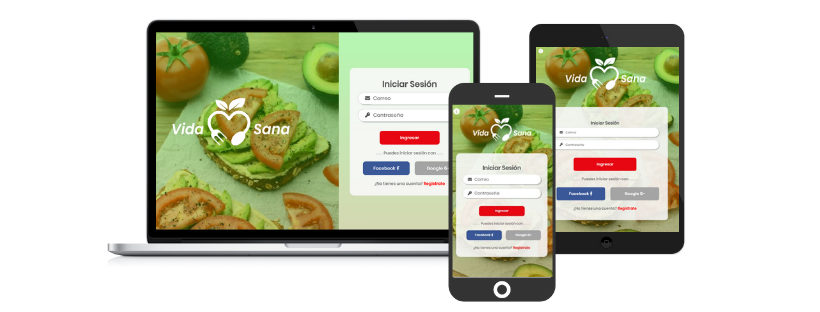 Vida Sana
Iniciar Sesión
Correo
Contraseña
Ingresar
Puedes iniciar sesión con
Facebook f
Google G+
¿No tienes una cuenta? Regístrate
Vida Sana
Iniciar Sesión
Correo
Contraseña
Ingresar
Puedes iniciar sesión con
Facebook f
Google G+
¿No tienes una cuenta? Regístrate
Vida Sana
Iniciar Sesión
Correo
Contraseña
Ingresar
Puedes iniciar sesión con
Facebook f
Google G+
¿No tienes una cuenta? Regístrate